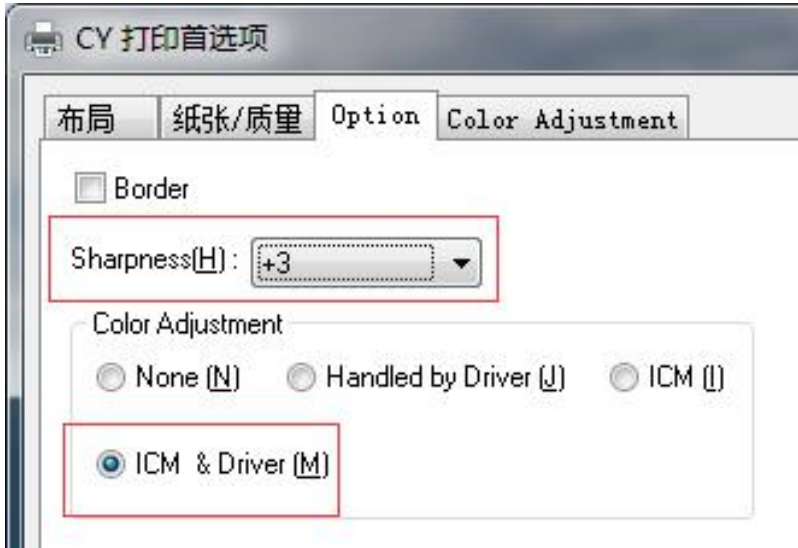 CY 打印首选项
布局 纸张/质量 Option Color Adjustment
Border
Sharpness(H) : +3
Color Adjustment
None (N) Handled by Driver (J) ICM (I)
ICM & Driver (M)